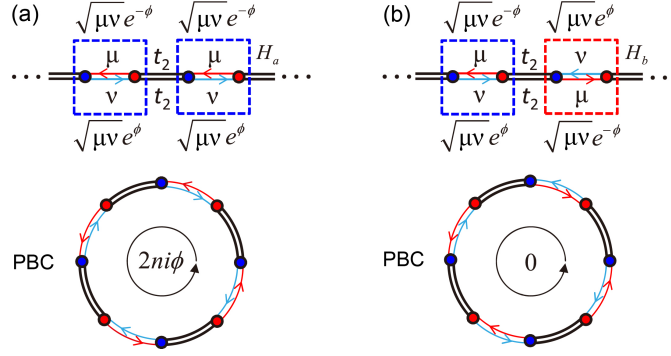 (a)
√μν e^{-ϕ} √μν e^{-ϕ}
μ t₂ μ H_a
··· ···
ν t₂ ν
√μν e^{ϕ} √μν e^{ϕ}
PBC 2niϕ
(b)
√μν e^{-ϕ} √μν e^{ϕ}
μ t₂ ν H_b
··· ···
ν t₂ μ
√μν e^{ϕ} √μν e^{-ϕ}
PBC 0